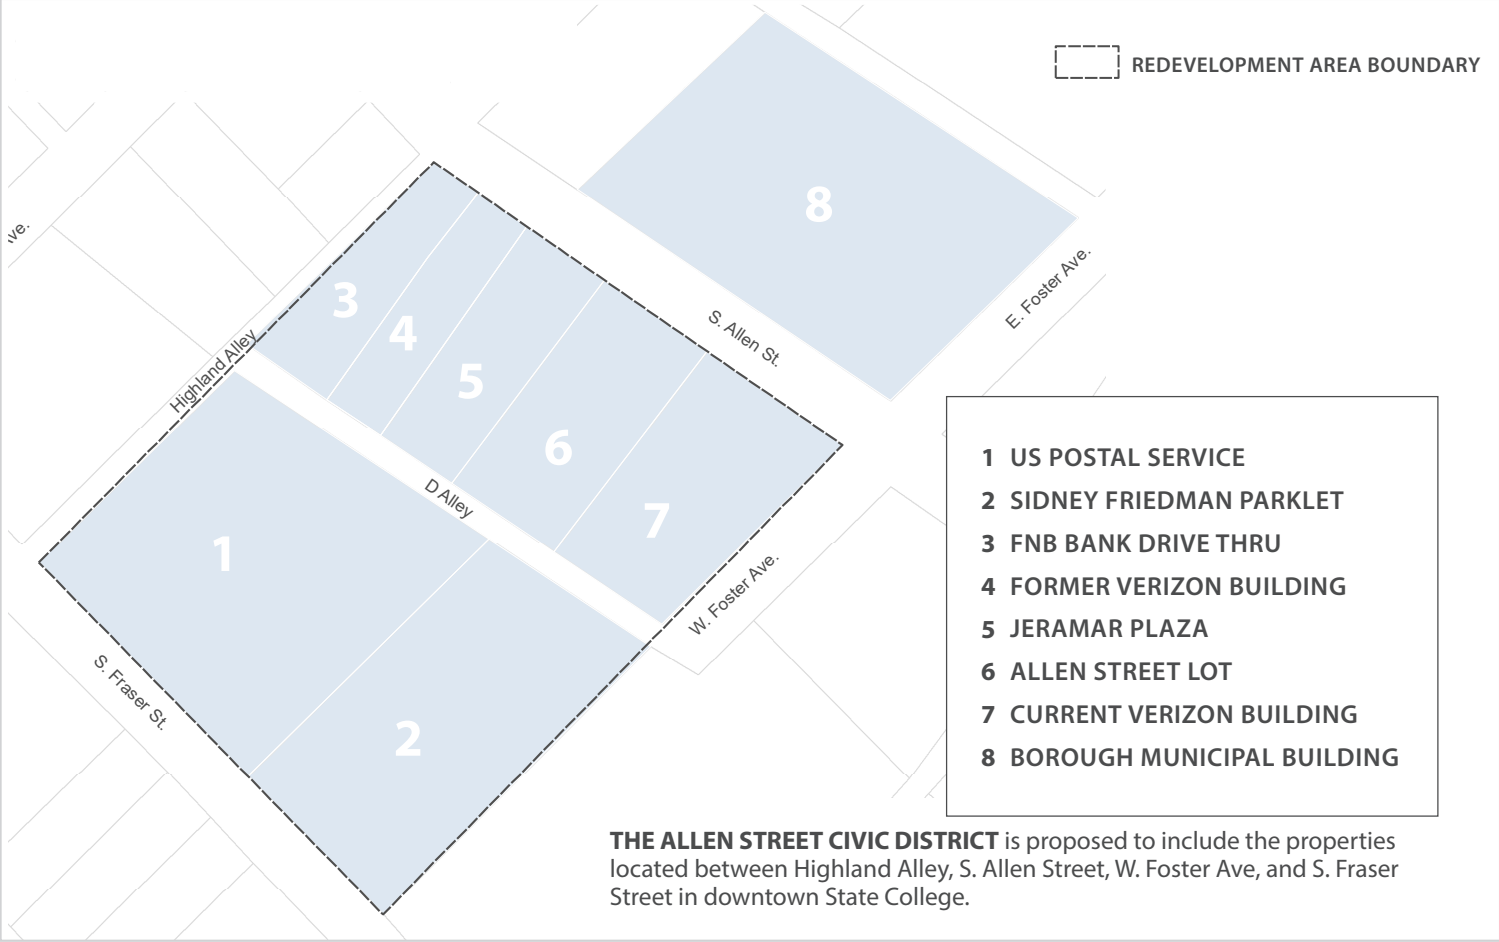 REDEVELOPMENT AREA BOUNDARY
8
ve.
E. Foster Ave.
3
S. Allen St.
4
Highland Alley
5
6
D Alley
7
1
W. Foster Ave.
S. Fraser St.
2
1 US POSTAL SERVICE
2 SIDNEY FRIEDMAN PARKLET
3 FNB BANK DRIVE THRU
4 FORMER VERIZON BUILDING
5 JERAMAR PLAZA
6 ALLEN STREET LOT
7 CURRENT VERIZON BUILDING
8 BOROUGH MUNICIPAL BUILDING
THE ALLEN STREET CIVIC DISTRICT is proposed to include the properties
located between Highland Alley, S. Allen Street, W. Foster Ave, and S. Fraser
Street in downtown State College.